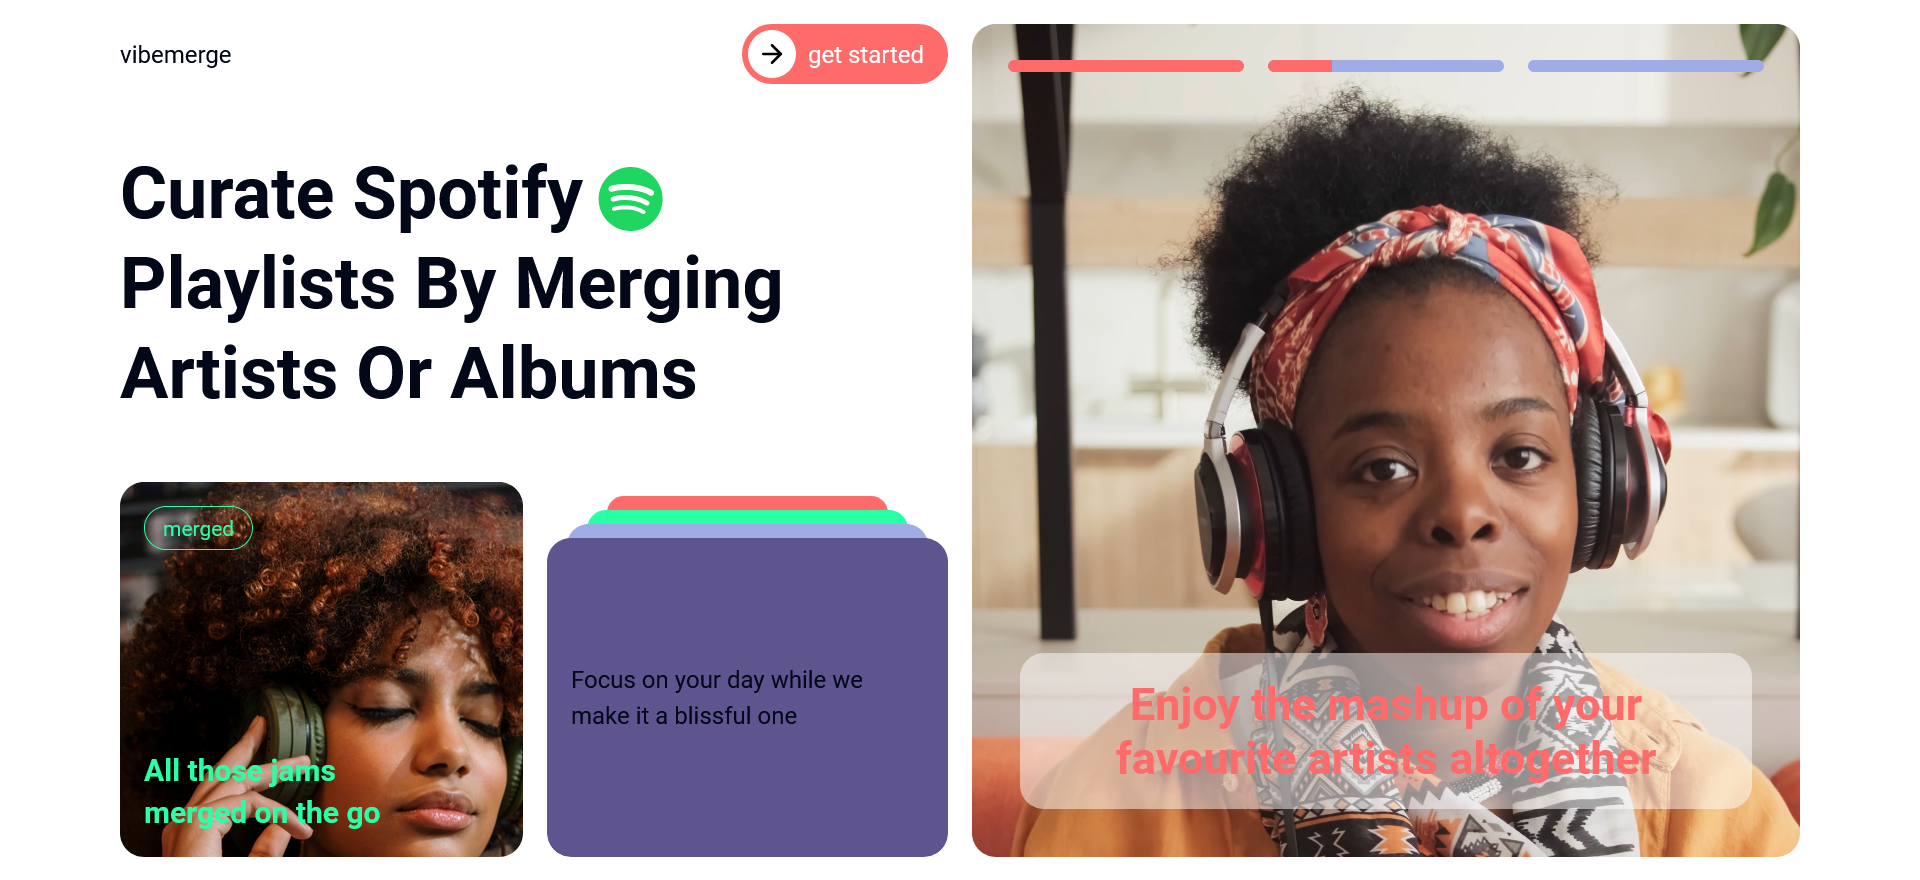 vibemerge
get started
Curate Spotify
Playlists By Merging
Artists Or Albums
merged
All those jams
merged on the go
Focus on your day while we
make it a blissful one
Enjoy the mashup of your
favourite artists altogether